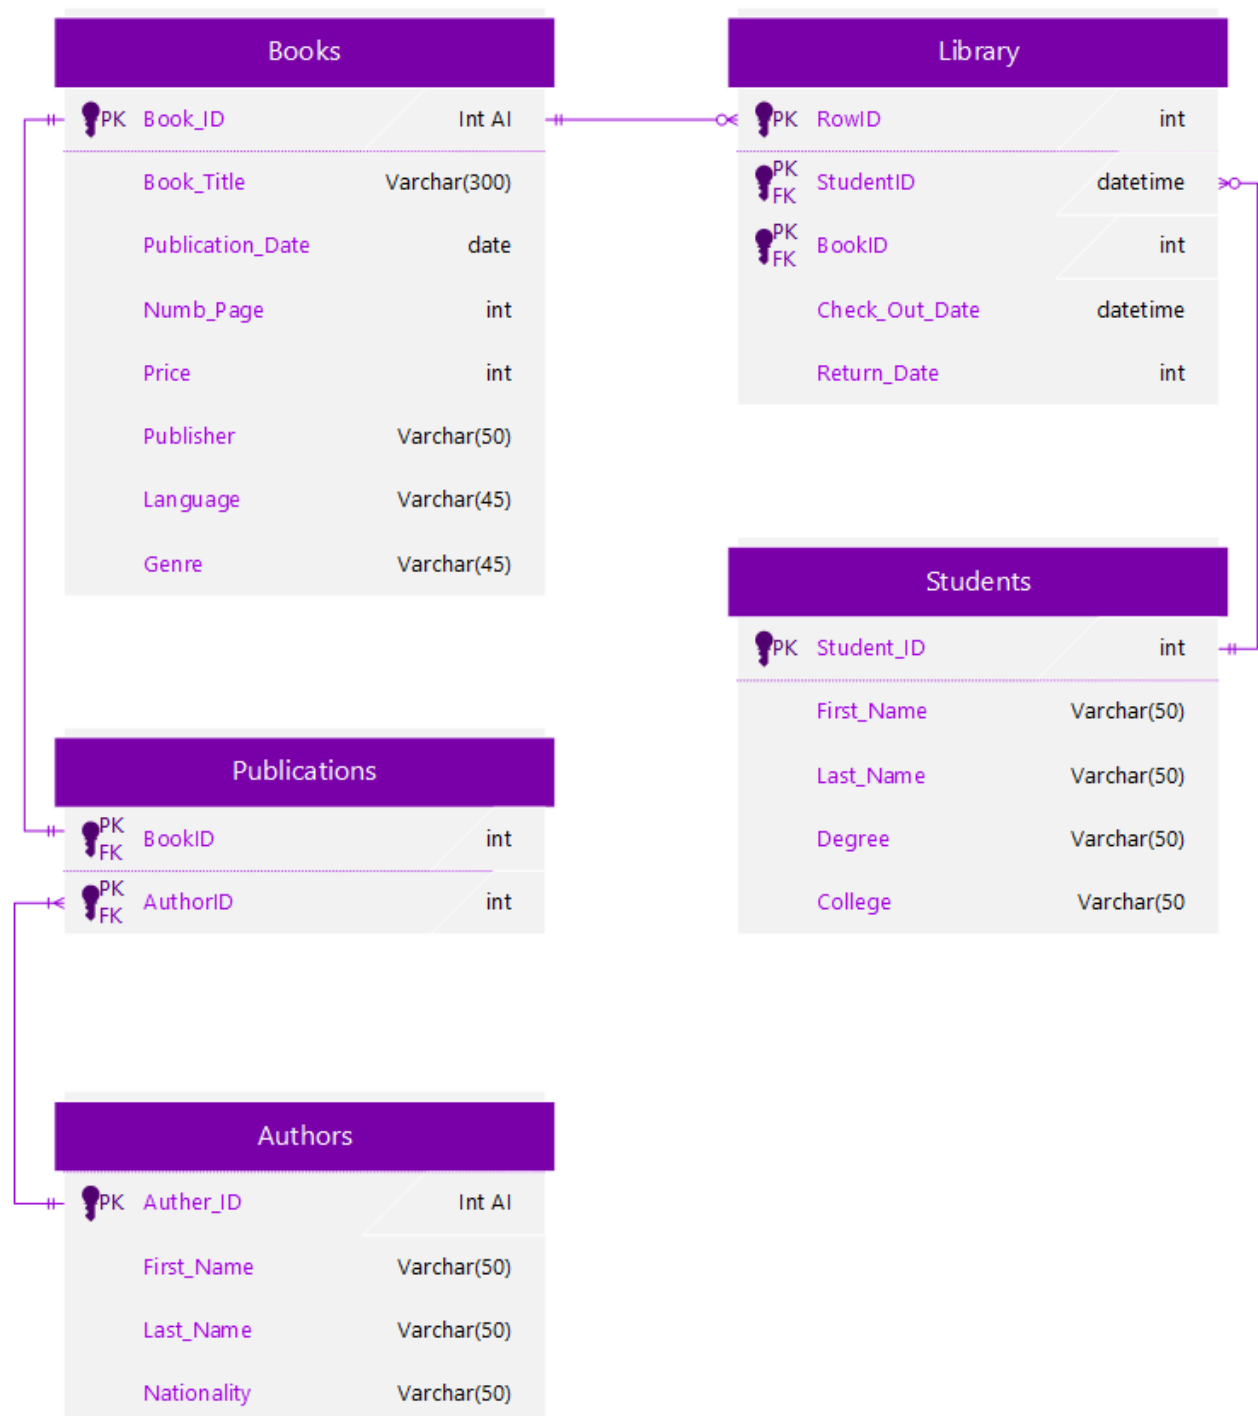 Books
PK Book_ID Int AI
Book_Title Varchar(300)
Publication_Date date
Numb_Page int
Price int
Publisher Varchar(50)
Language Varchar(45)
Genre Varchar(45)
Library
PK RowID int
PK
FK StudentID datetime
PK
FK BookID int
Check_Out_Date datetime
Return_Date int
Students
PK Student_ID int
First_Name Varchar(50)
Last_Name Varchar(50)
Degree Varchar(50)
College Varchar(50
Publications
PK
FK BookID int
PK
FK AuthorID int
Authors
PK Auther_ID Int AI
First_Name Varchar(50)
Last_Name Varchar(50)
Nationality Varchar(50)